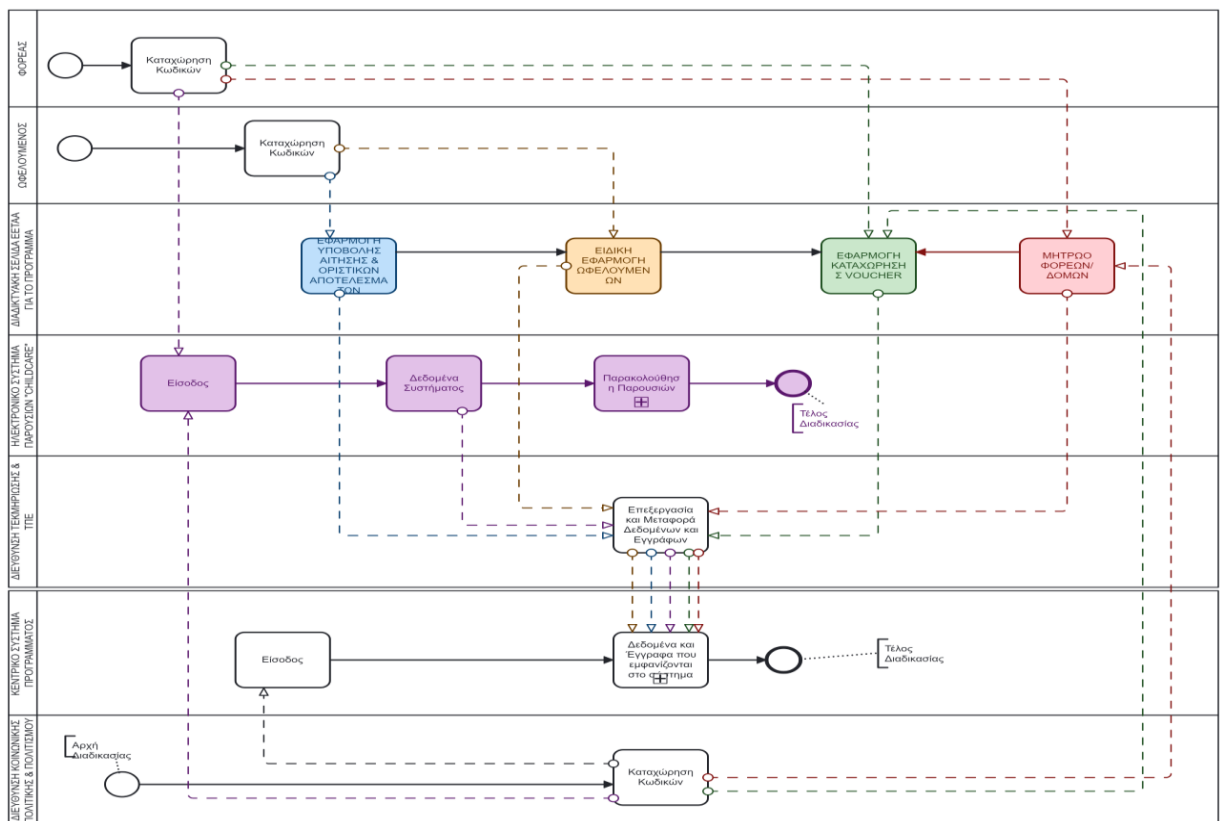 ΦΟΡΕΑΣ
Καταχώρηση
Κωδικών
ΩΦΕΛΟΥΜΕΝΟΣ
Καταχώρηση
Κωδικών
ΔΙΑΔΙΚΤΥΑΚΗ ΣΕΛΙΔΑ ΕΕΤΑΑ
ΓΙΑ ΤΟ ΠΡΟΓΡΑΜΜΑ
ΕΦΑΡΜΟΓΗ
ΥΠΟΒΟΛΗΣ
ΑΙΤΗΣΗΣ &
ΟΡΙΣΤΙΚΩΝ
ΑΠΟΤΕΛΕΣΜΑ
ΤΩΝ
ΕΙΔΙΚΗ
ΕΦΑΡΜΟΓΗ
ΩΦΕΛΟΥΜΕΝ
ΩΝ
ΕΦΑΡΜΟΓΗ
ΚΑΤΑΧΩΡΗΣΗ
Σ VOUCHER
ΜΗΤΡΩΟ
ΦΟΡΕΩΝ/
ΔΟΜΩΝ
ΗΛΕΚΤΡΟΝΙΚΟ ΣΥΣΤΗΜΑ
ΠΑΡΟΥΣΙΩΝ "CHILDCARE"
Είσοδος
Δεδομένα
Συστήματος
Παρακολούθησ
η Παρουσιών
Τέλος
Διαδικασίας
ΔΙΕΥΘΥΝΣΗ ΤΕΚΜΗΡΙΩΣΗΣ &
ΤΠΕ
Επεξεργασία
και Μεταφορά
Δεδομένων και
Εγγράφων
ΚΕΝΤΡΙΚΟ ΣΥΣΤΗΜΑ
ΠΡΟΓΡΑΜΜΑΤΟΣ
Είσοδος
Δεδομένα και
Έγγραφα που
εμφανίζονται
στο σύστημα
Τέλος
Διαδικασίας
ΔΙΕΥΘΥΝΣΗ ΚΟΙΝΩΝΙΚΗΣ
ΠΟΛΙΤΙΚΗΣ & ΠΟΛΙΤΙΣΜΟΥ
Αρχή
Διαδικασίας
Καταχώρηση
Κωδικών